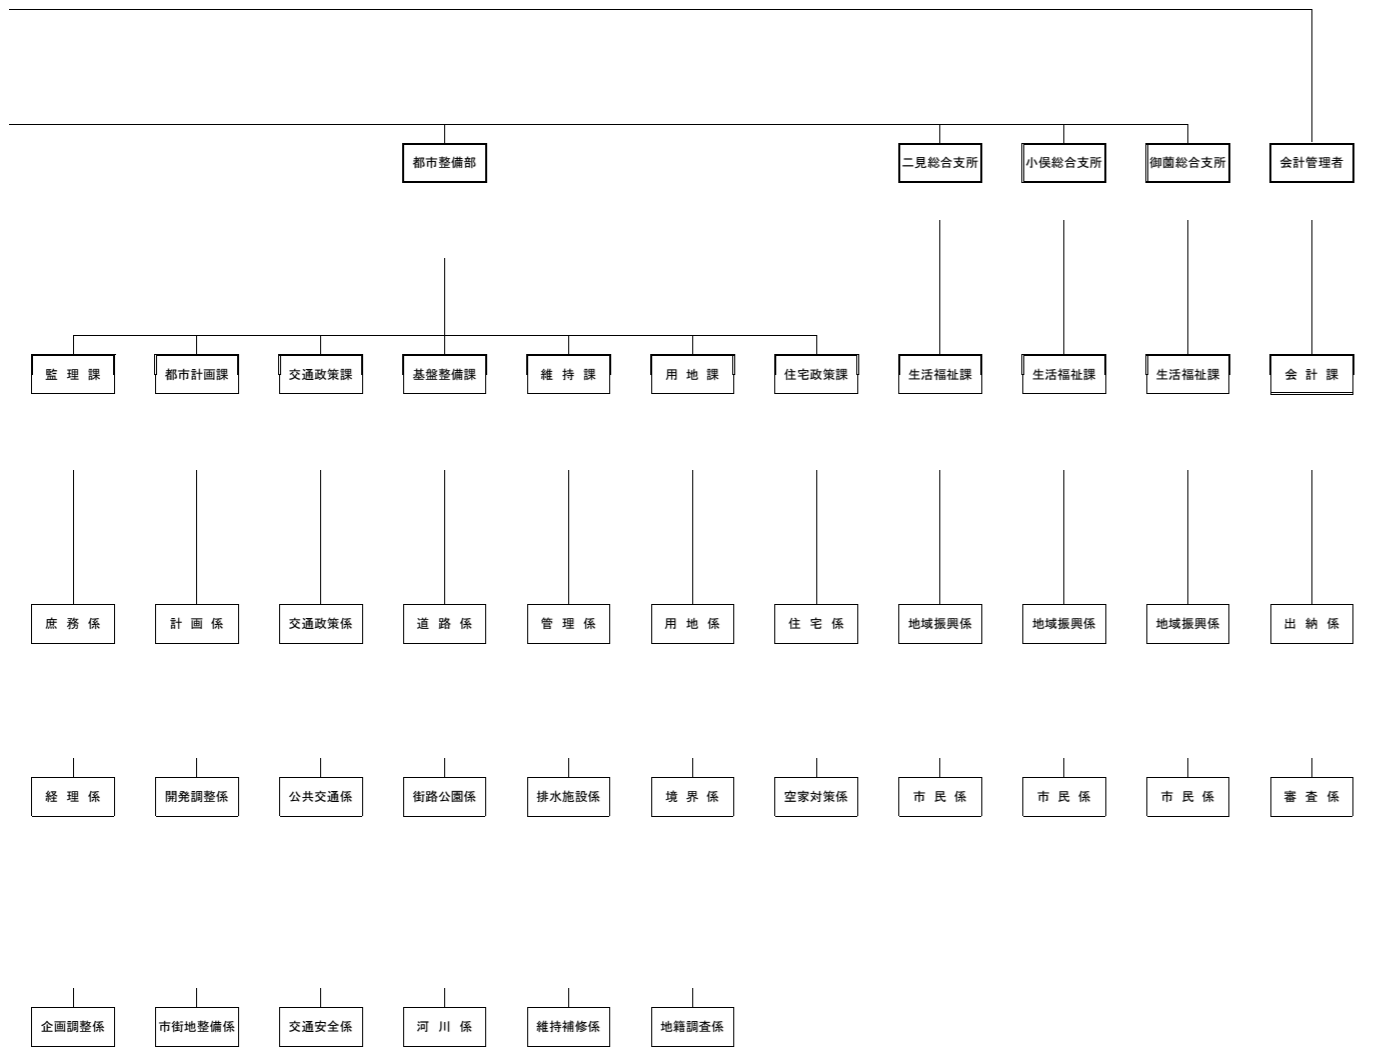 都市整備部 二見総合支所 小俣総合支所 御薗総合支所 会計管理者
監 理 課 都市計画課 交通政策課 基盤整備課 維 持 課 用 地 課 住宅政策課 生活福祉課 生活福祉課 生活福祉課 会 計 課
庶 務 係 計 画 係 交通政策係 道 路 係 管 理 係 用 地 係 住 宅 係 地域振興係 地域振興係 地域振興係 出 納 係
経 理 係 開発調整係 公共交通係 街路公園係 排水施設係 境 界 係 空家対策係 市 民 係 市 民 係 市 民 係 審 査 係
企画調整係 市街地整備係 交通安全係 河 川 係 維持補修係 地籍調査係